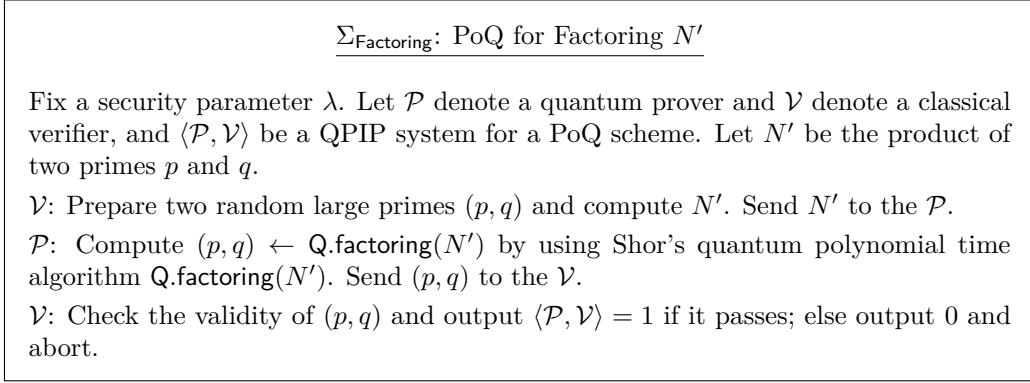 Σ_Factoring: PoQ for Factoring N′
Fix a security parameter λ. Let 𝒫 denote a quantum prover and 𝒱 denote a classical
verifier, and ⟨𝒫, 𝒱⟩ be a QPIP system for a PoQ scheme. Let N′ be the product of
two primes p and q.
𝒱: Prepare two random large primes (p, q) and compute N′. Send N′ to the 𝒫.
𝒫: Compute (p, q) ← Q.factoring(N′) by using Shor's quantum polynomial time
algorithm Q.factoring(N′). Send (p, q) to the 𝒱.
𝒱: Check the validity of (p, q) and output ⟨𝒫, 𝒱⟩ = 1 if it passes; else output 0 and
abort.